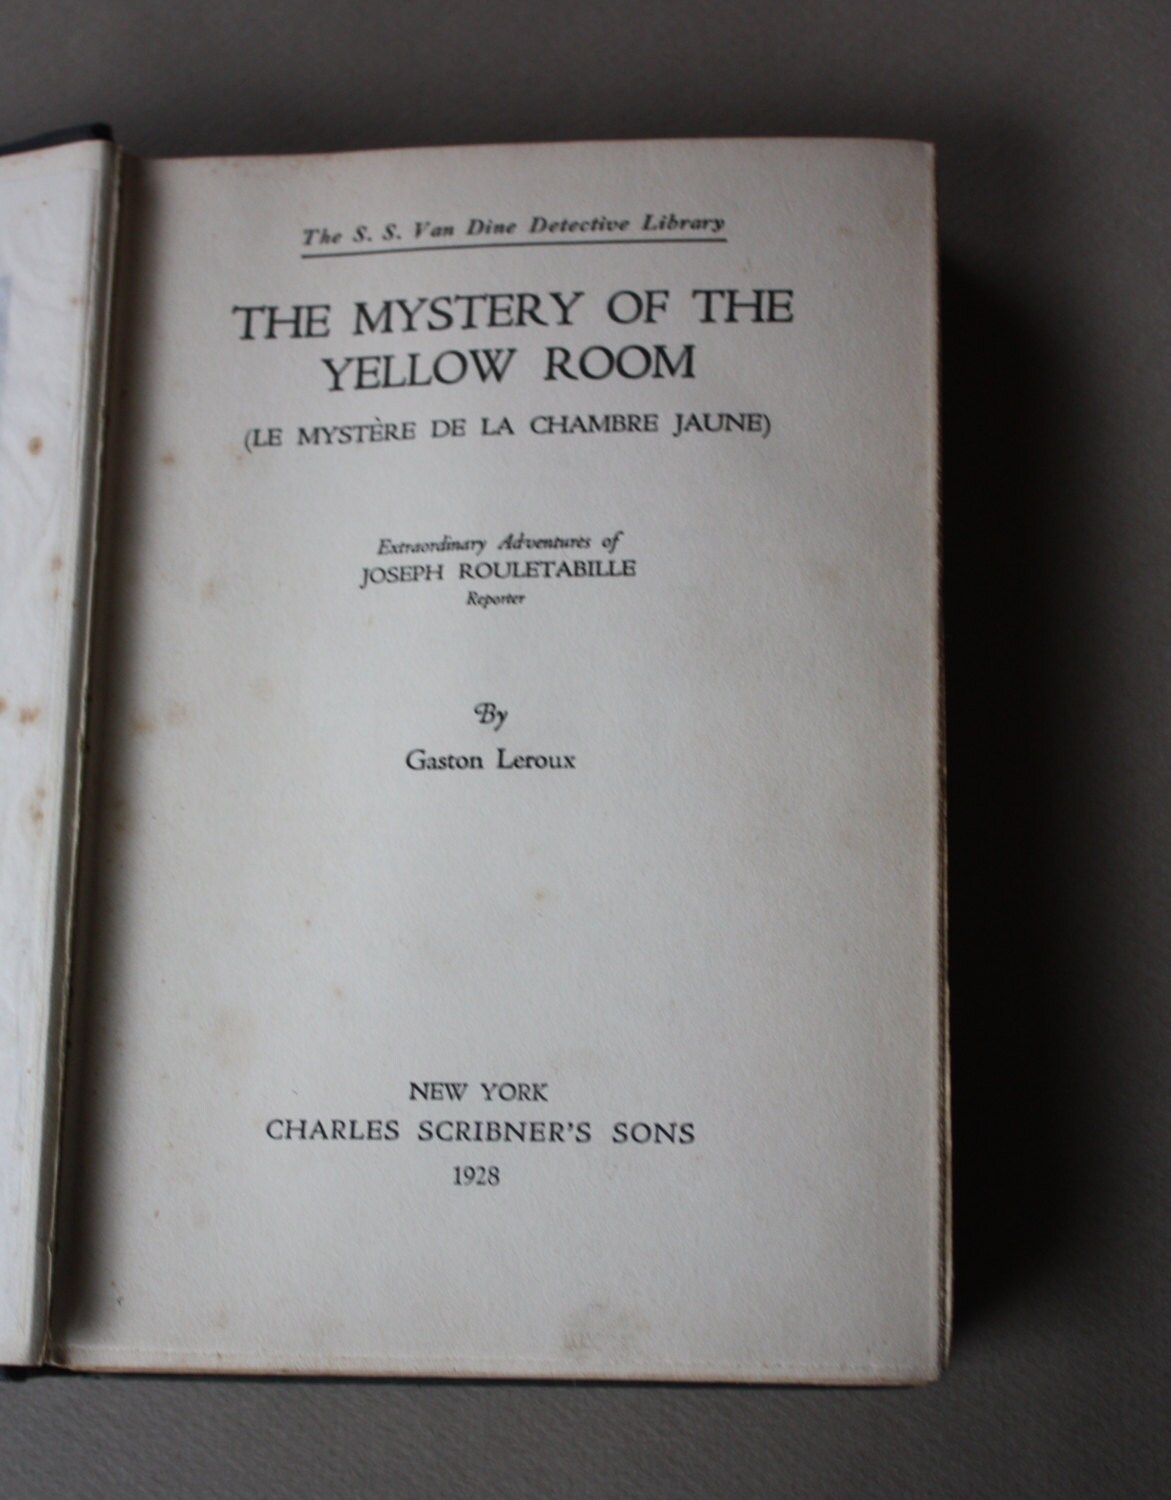 The S. S. Van Dine Detective Library
THE MYSTERY OF THE
YELLOW ROOM
(LE MYSTÈRE DE LA CHAMBRE JAUNE)
Extraordinary Adventures of
JOSEPH ROULETABILLE
Reporter
By
Gaston Leroux
NEW YORK
CHARLES SCRIBNER'S SONS
1928